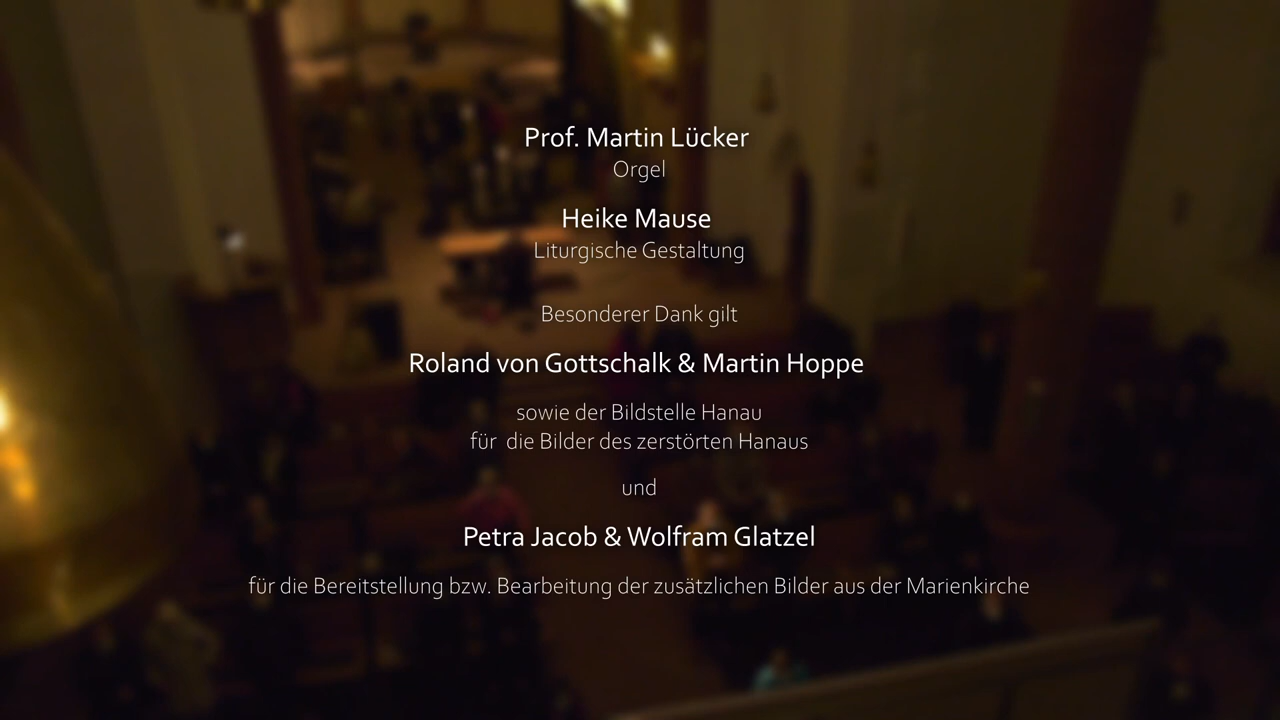 Prof. Martin Lücker
Orgel
Heike Mause
Liturgische Gestaltung
Besonderer Dank gilt
Roland von Gottschalk & Martin Hoppe
sowie der Bildstelle Hanau
für die Bilder des zerstörten Hanaus
und
Petra Jacob & Wolfram Glatzel
für die Bereitstellung bzw. Bearbeitung der zusätzlichen Bilder aus der Marienkirche